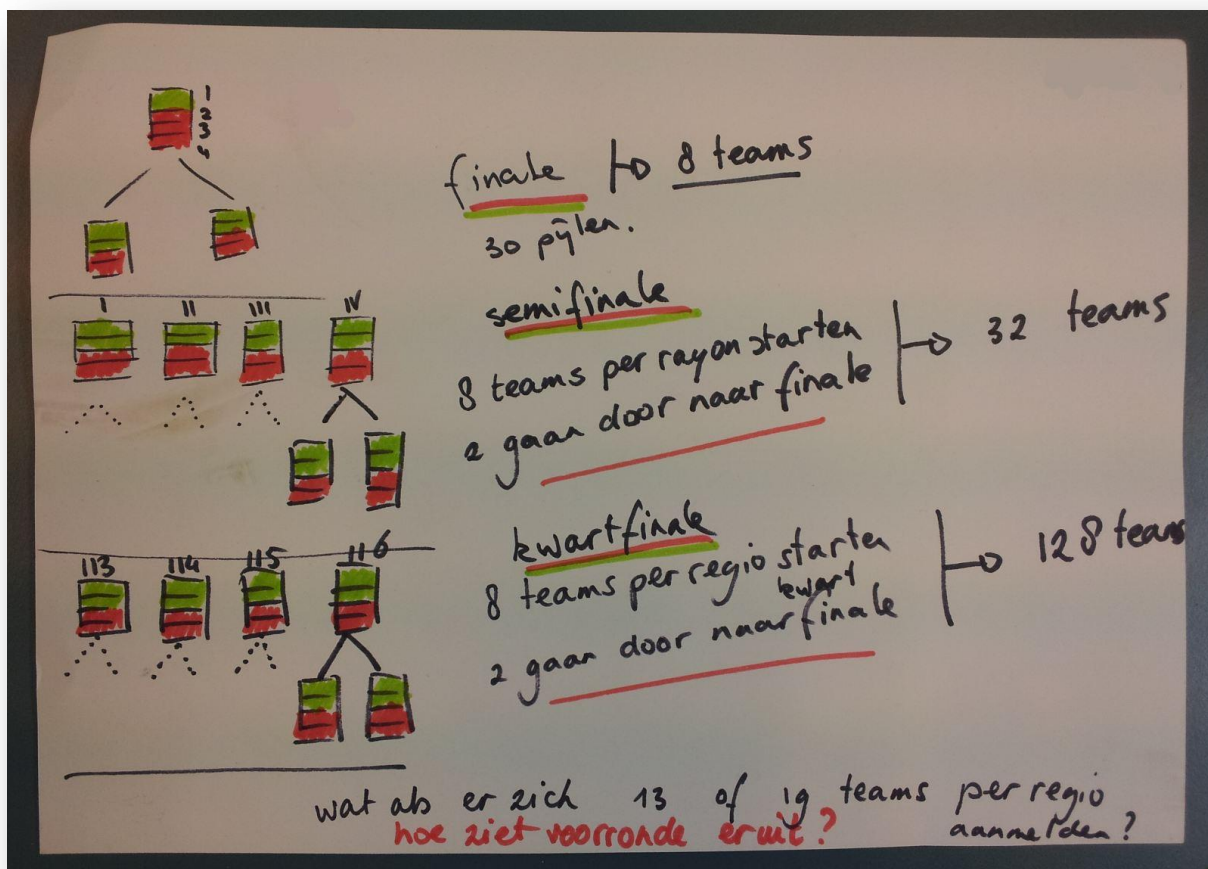 1
2
3
4
finale → 8 teams
30 pijlen.
semifinale
I II III IV
8 teams per rayon starten
2 gaan door naar finale
32 teams
kwartfinale
113 114 115 116
8 teams per regio starten
kwart
2 gaan door naar finale
128 teams
wat als er zich 13 of 19 teams per regio
aanmelden?
hoe ziet voorronde eruit?